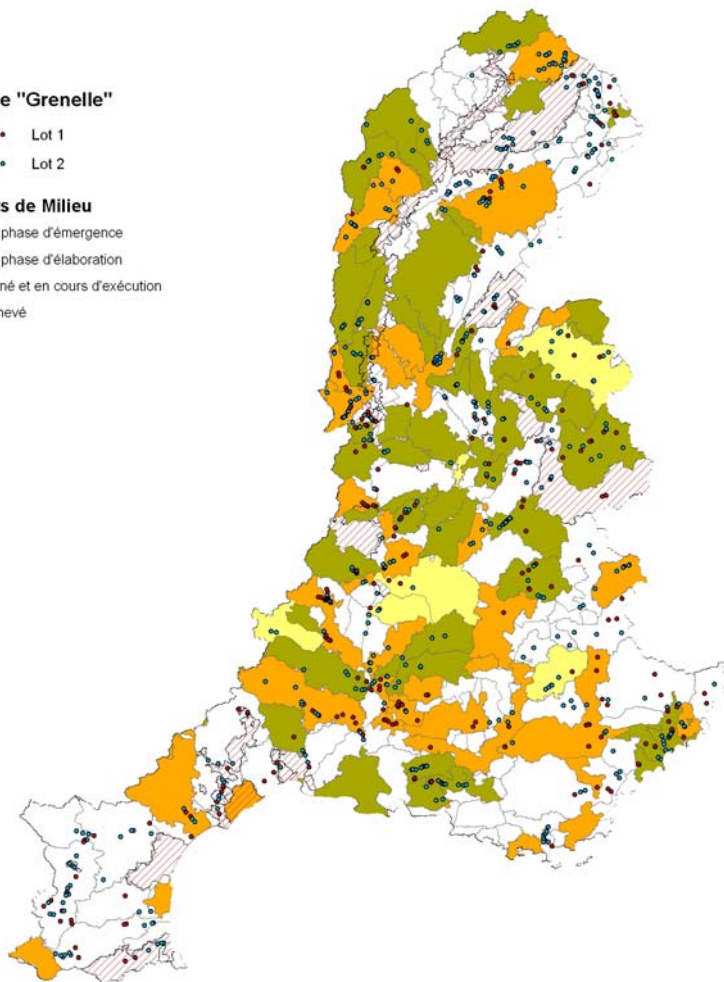 e "Grenelle"
Lot 1
Lot 2
s de Milieu
phase d'émergence
phase d'élaboration
né et en cours d'exécution
hevé